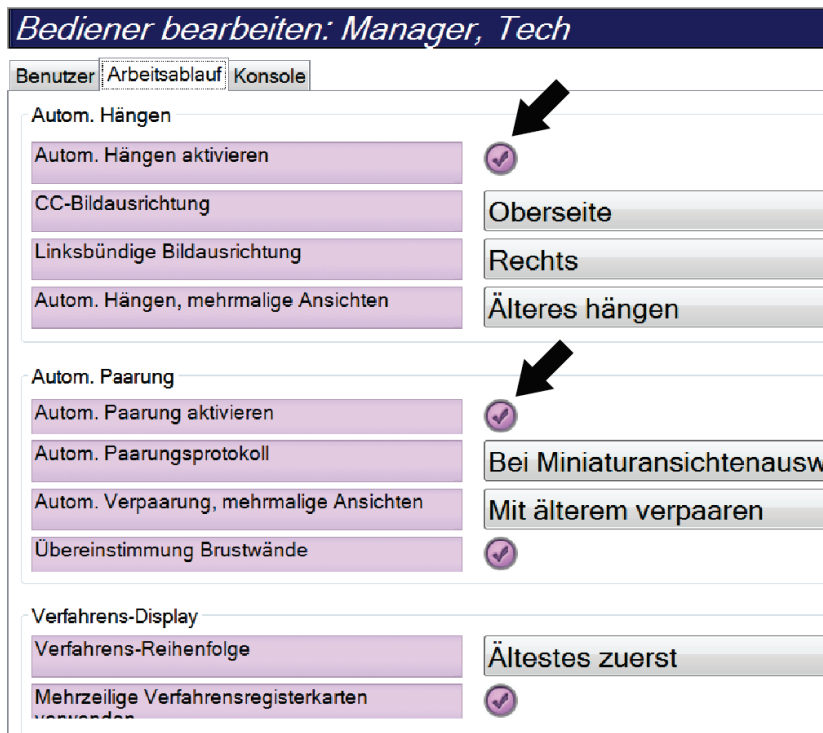 Bediener bearbeiten: Manager, Tech
Benutzer Arbeitsablauf Konsole
Autom. Hängen
Autom. Hängen aktivieren
CC-Bildausrichtung Oberseite
Linksbündige Bildausrichtung Rechts
Autom. Hängen, mehrmalige Ansichten Älteres hängen
Autom. Paarung
Autom. Paarung aktivieren
Autom. Paarungsprotokoll Bei Miniaturansichtenausw
Autom. Verpaarung, mehrmalige Ansichten Mit älterem verpaaren
Übereinstimmung Brustwände
Verfahrens-Display
Verfahrens-Reihenfolge Ältestes zuerst
Mehrzeilige Verfahrensregisterkarten